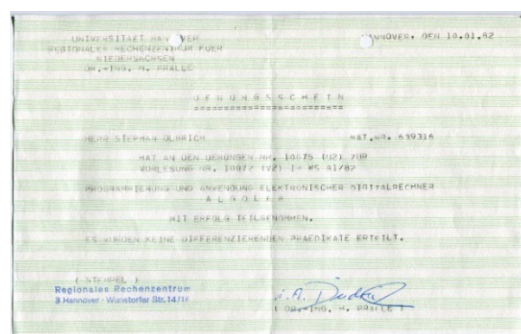 UNIVERSITAET HANNOVER HANNOVER, DEN 10.01.82
REGIONALES RECHENZENTRUM FUER
NIEDERSACHSEN
DR.-ING. H. PRALLE
U E B U N G S S C H E I N
=========================
HERR STEPHAN OLBRICH MAT.NR. 639316
HAT AN DEN UEBUNGEN NR. 10075 (U2) ZUR
VORLESUNG NR. 10072 (V2) IM WS 81/82
PROGRAMMIERUNG UND ANWENDUNG ELEKTRONISCHER DIGITALRECHNER
A L G O L 6 8
MIT ERFOLG TEILGENOMMEN.
ES WURDEN KEINE DIFFERENZIERENDEN PRAEDIKATE ERTEILT.
( STEMPEL )
Regionales Rechenzentrum
3 Hannover - Wunstorfer Str. 14
i.A.
( DR.-ING. H. PRALLE )